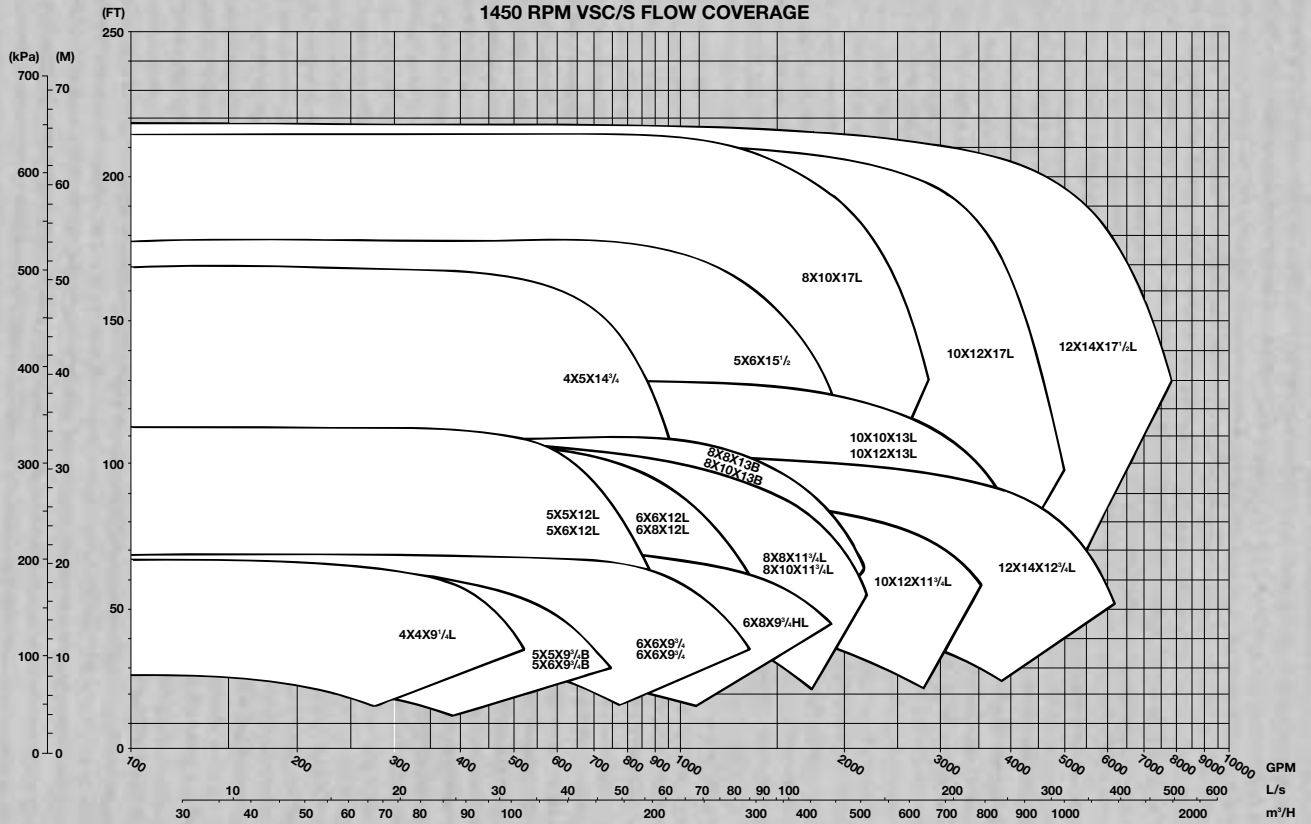 1450 RPM VSC/S FLOW COVERAGE
(FT)
250
(kPa) (M)
700
70
200
600
60
500
50
150
400
40
300
30
100
200
20
50
100
10
0
0
0
8X10X17L
10X12X17L
12X14X17½L
5X6X15½
4X5X14¾
10X10X13L
10X12X13L
8X8X13B
8X10X13B
5X5X12L
5X6X12L
6X6X12L
6X8X12L
8X8X11¾L
8X10X11¾L
10X12X11¾L
12X14X12¾L
4X4X9¼L
5X5X9¾B
5X6X9¾B
6X6X9¾
6X6X9¾
6X8X9¾HL
100 200 300 400 500 600 700 800 900 1000 2000 3000 4000 5000 6000 7000 8000 9000 10000 GPM
10 20 30 40 50 60 70 80 90 100 200 300 400 500 600 L/s
30 40 50 60 70 80 90 100 200 300 400 500 600 700 800 900 1000 2000 m³/H